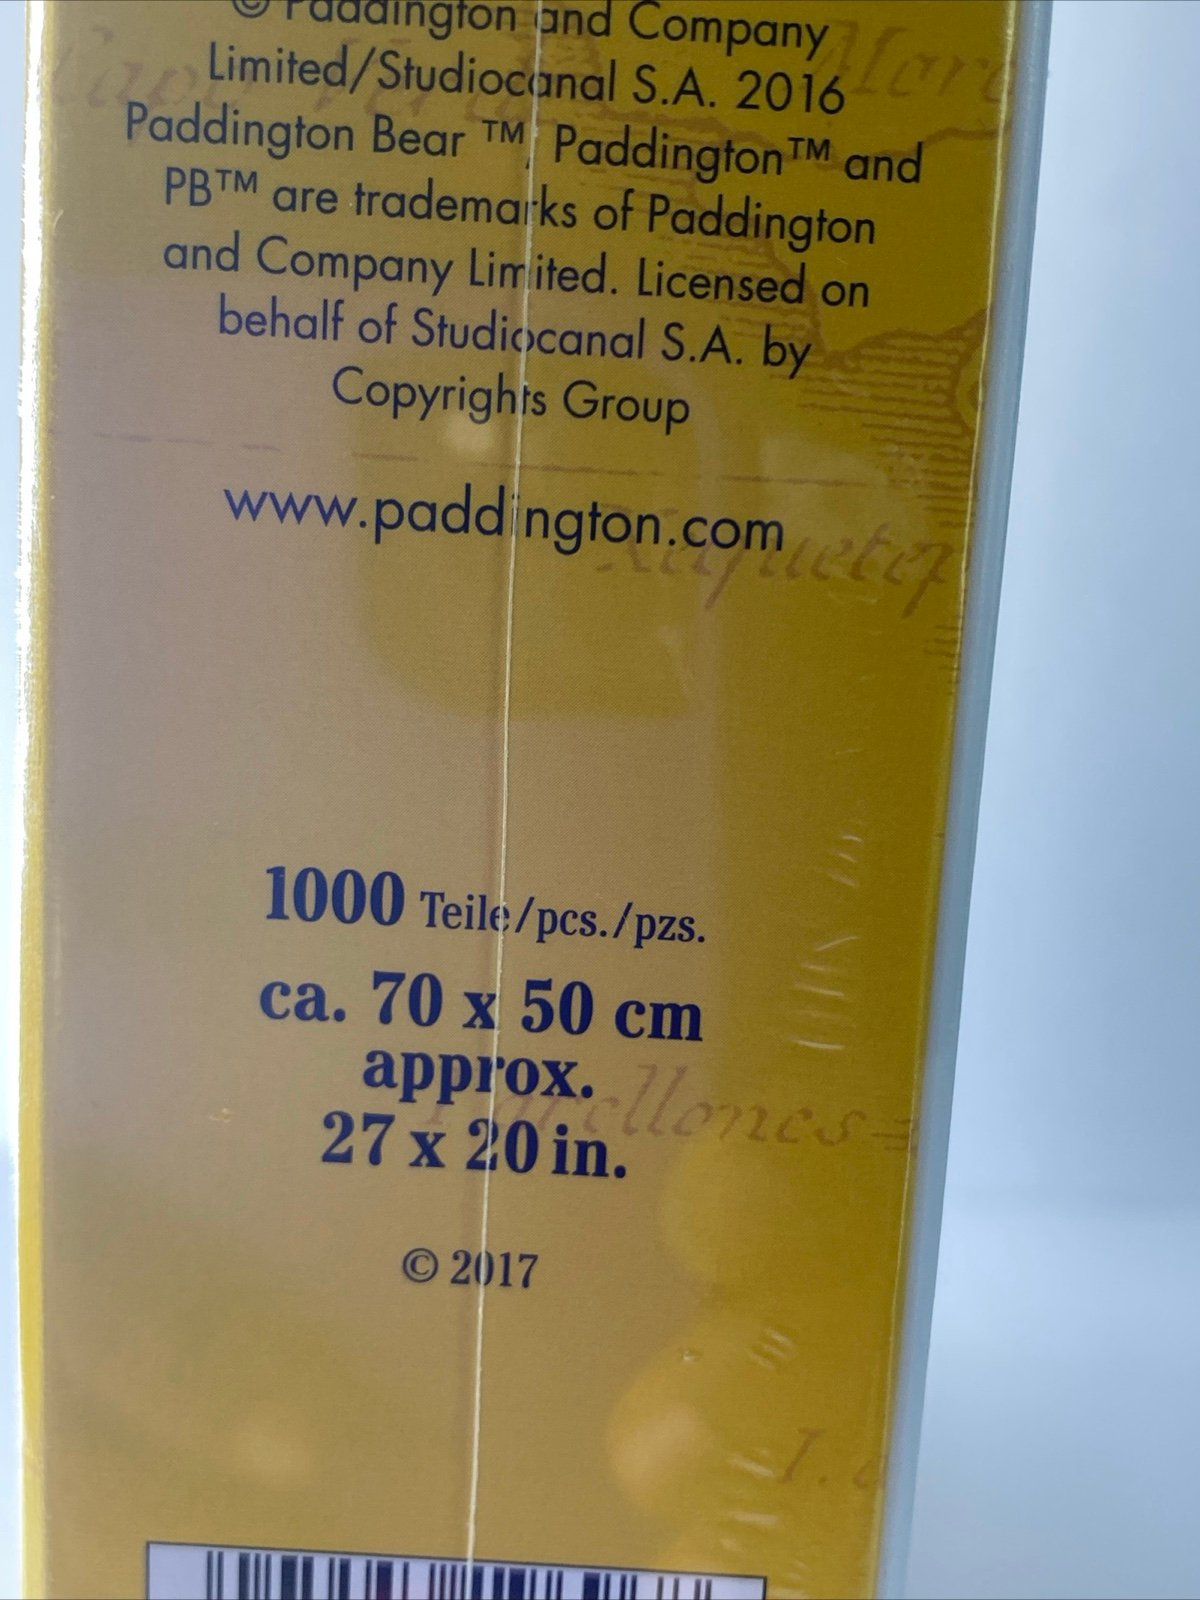 © Paddington and Company
Limited/Studiocanal S.A. 2016
Paddington Bear ™, Paddington™ and
PB™ are trademarks of Paddington
and Company Limited. Licensed on
behalf of Studiocanal S.A. by
Copyrights Group
www.paddington.com
1000 Teile/pcs./pzs.
ca. 70 x 50 cm
approx.
27 x 20 in.
© 2017